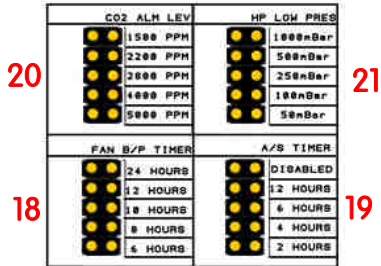 CO2 ALM LEV
1500 PPM
2200 PPM
2800 PPM
4000 PPM
5000 PPM
20
HP LOW PRES
1000mBar
500mBar
250mBar
100mBar
50mBar
21
FAN B/P TIMER
24 HOURS
12 HOURS
10 HOURS
8 HOURS
6 HOURS
18
A/S TIMER
DISABLED
12 HOURS
6 HOURS
4 HOURS
2 HOURS
19